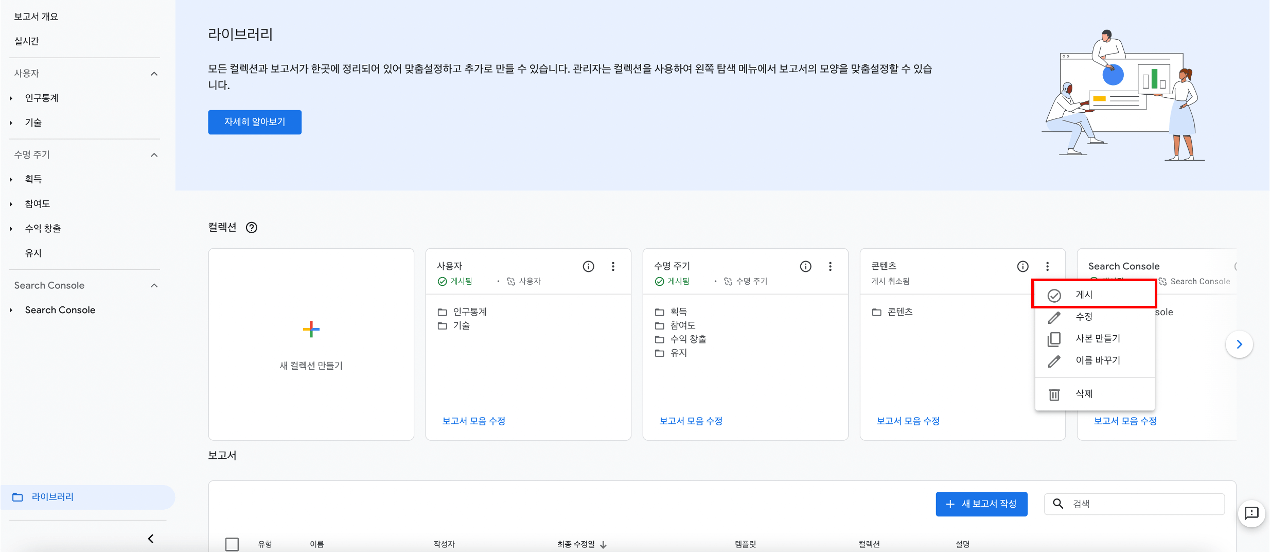 보고서 개요
실시간
사용자
인구통계
기술
수명 주기
획득
참여도
수익 창출
유지
Search Console
Search Console
라이브러리
라이브러리
모든 컬렉션과 보고서가 한곳에 정리되어 있어 맞춤설정하고 추가로 만들 수 있습니다. 관리자는 컬렉션을 사용하여 왼쪽 탐색 메뉴에서 보고서의 모양을 맞춤설정할 수 있습
니다.
자세히 알아보기
컬렉션
새 컬렉션 만들기
사용자
게시됨 · 사용자
인구통계
기술
보고서 모음 수정
수명 주기
게시됨 · 수명 주기
획득
참여도
수익 창출
유지
보고서 모음 수정
콘텐츠
게시 취소됨
콘텐츠
보고서 모음 수정
게시
수정
사본 만들기
이름 바꾸기
삭제
Search Console
Search Console
sole
보고서 모음 수정
보고서
새 보고서 작성
검색
유형 이름 작성자 최종 수정일 템플릿 컬렉션 설명